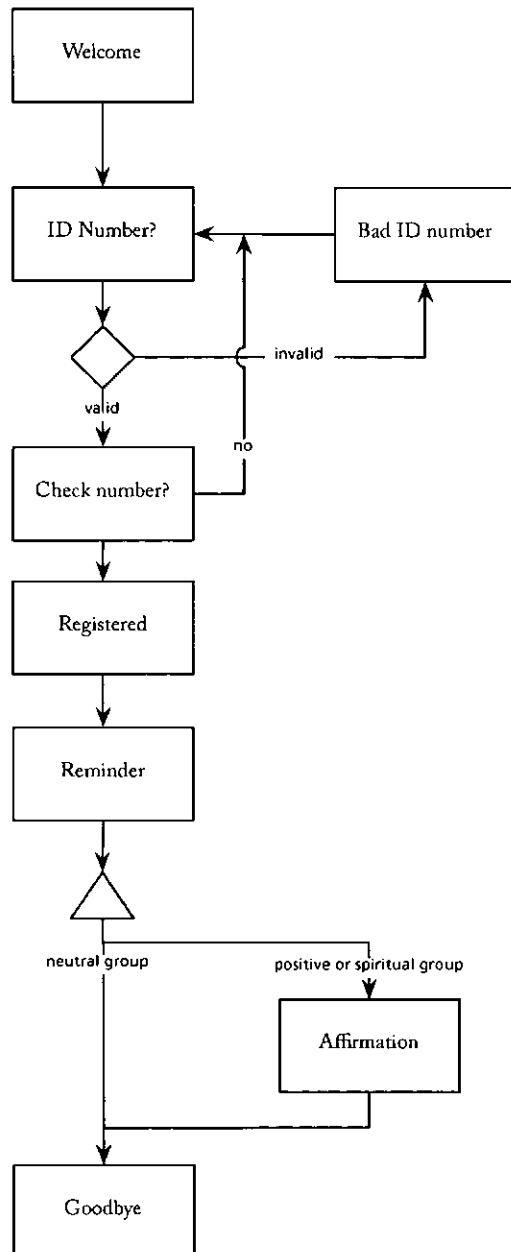 Welcome
ID Number?
Bad ID number
invalid
valid
no
Check number?
Registered
Reminder
neutral group
positive or spiritual group
Affirmation
Goodbye